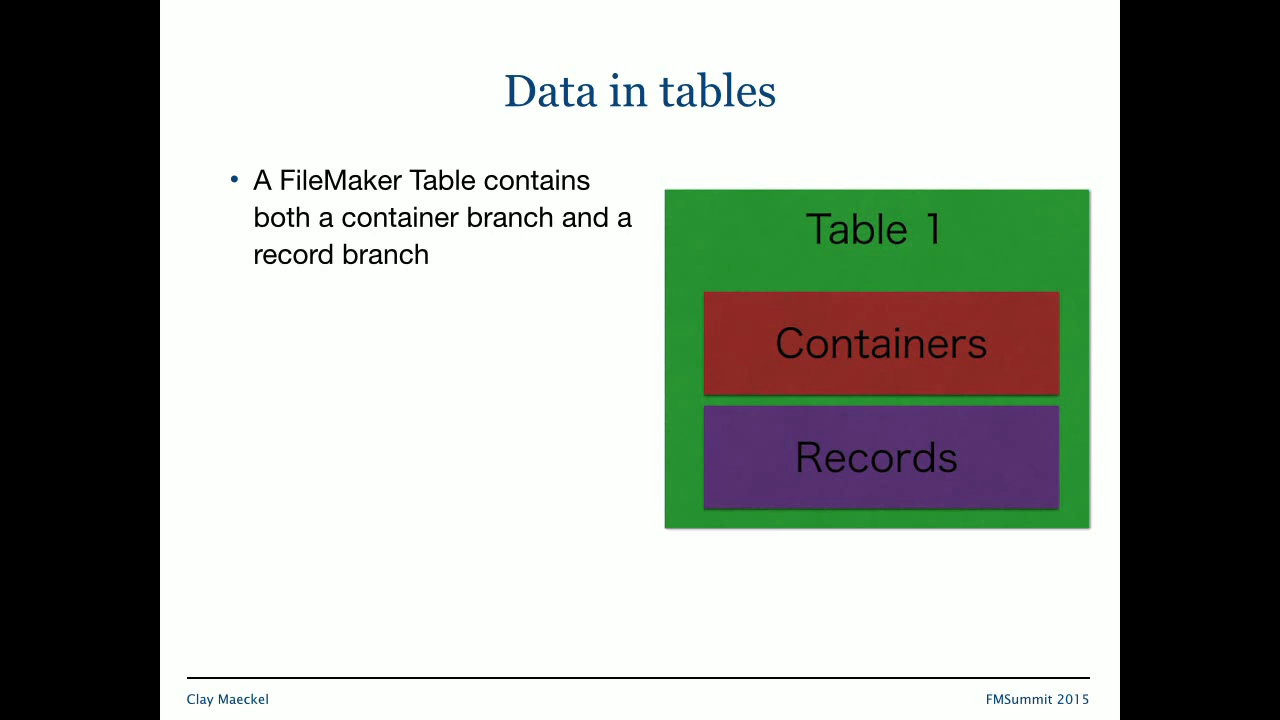 Data in tables
• A FileMaker Table contains
both a container branch and a
record branch
Table 1
Containers
Records
Clay Maeckel
FMSummit 2015